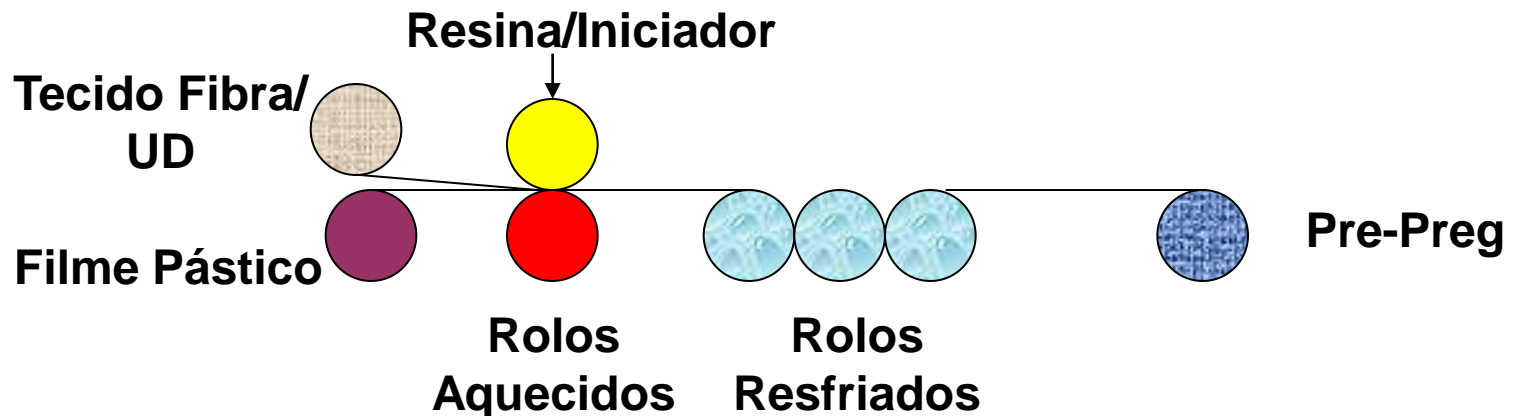 Resina/Iniciador
Tecido Fibra/
UD
Filme Pástico
Pre-Preg
Rolos
Aquecidos
Rolos
Resfriados